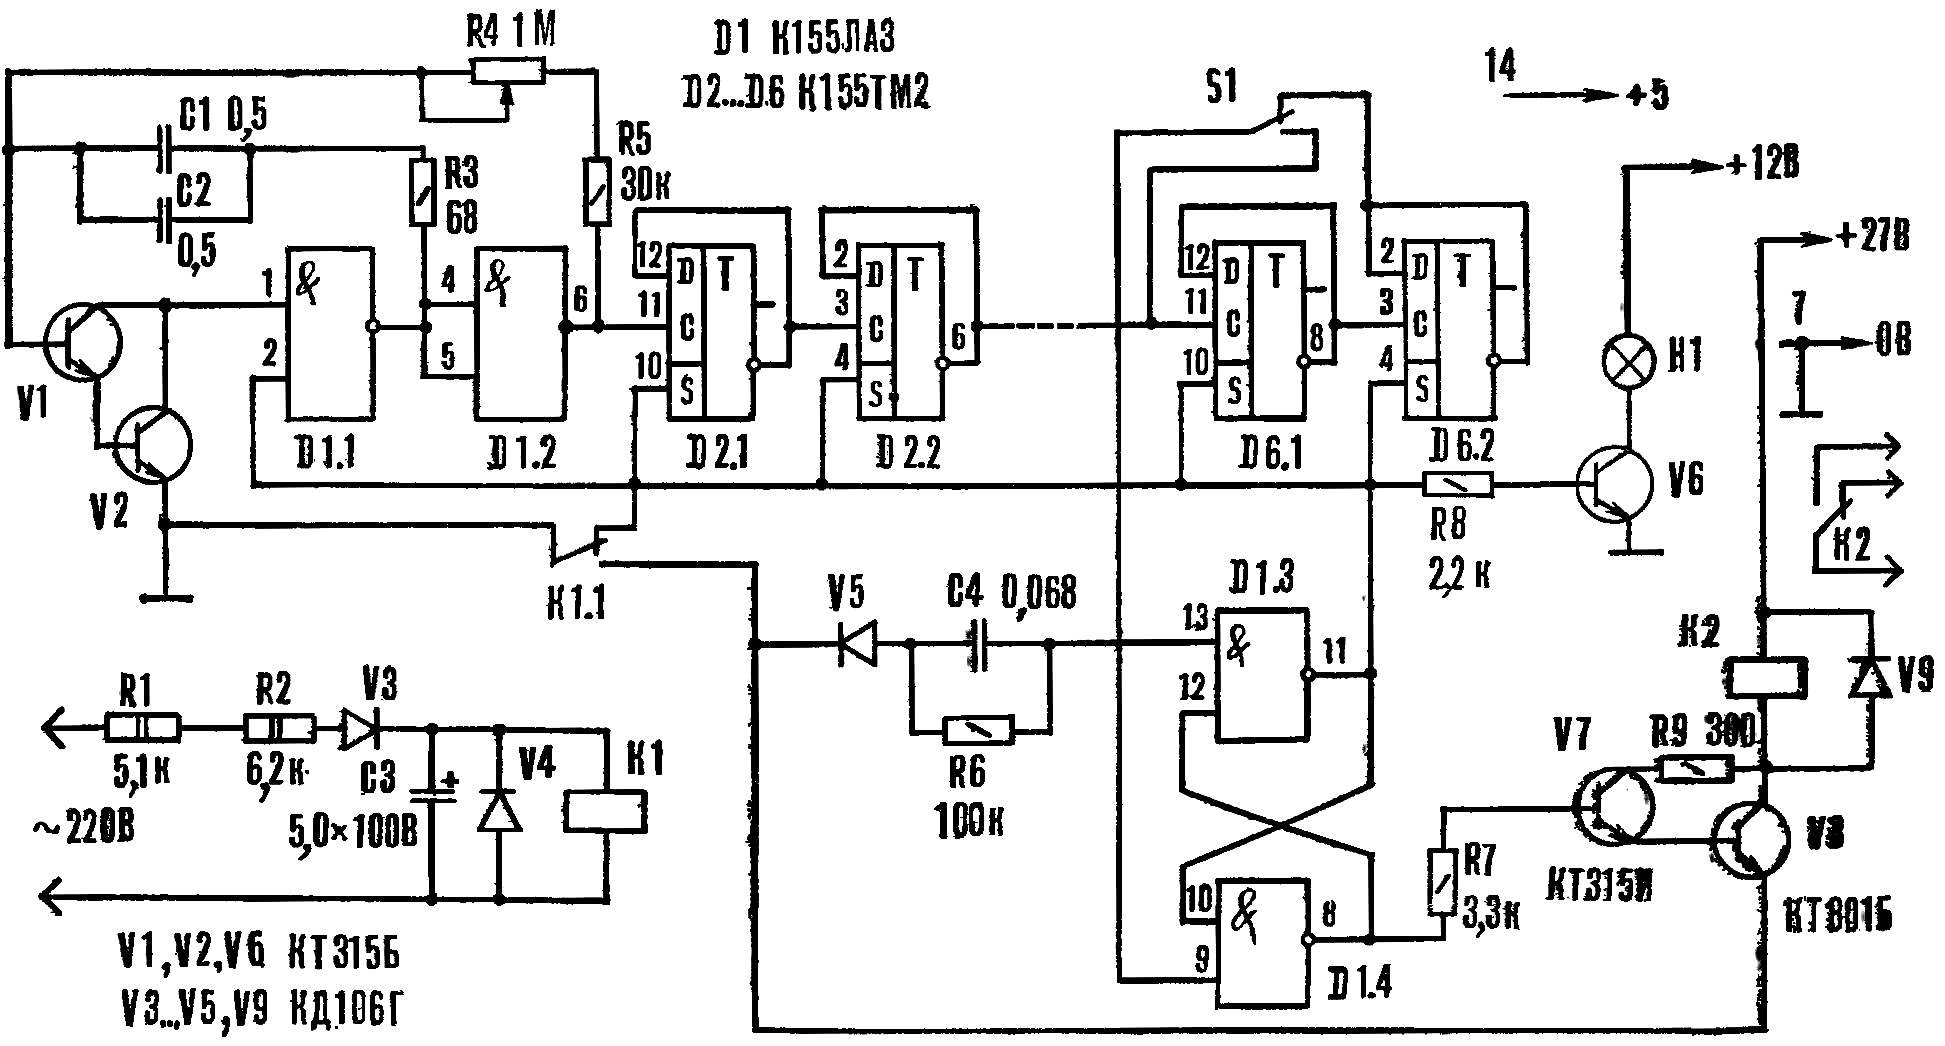 R4 1M
D1 К155ЛА3
D2...D6 К155ТМ2
S1
14
+5
+12В
C1 0,5
C2
0,5
R3
68
R5
30к
+27В
7
0В
1
2
&
4
5
&
6
12
11
10
D
C
S
T
2
3
4
D
C
S
T
6
12
11
10
D
C
S
T
8
2
3
4
D
C
S
T
H1
V1
V2
D1.1
D1.2
D2.1
D2.2
D6.1
D6.2
V6
R8
2,2к
K2
K1.1
V5
C4 0,068
D1.3
13
12
&
11
R6
100к
K2
V9
R1
5,1к
R2
6,2к
V3
C3
+
5,0×100В
V4
K1
~220В
V7
R9 300
КТ315И
V8
КТ801Б
R7
3,3к
10
9
&
8
D1.4
V1,V2,V6 КТ315Б
V3...V5,V9 КД106Г